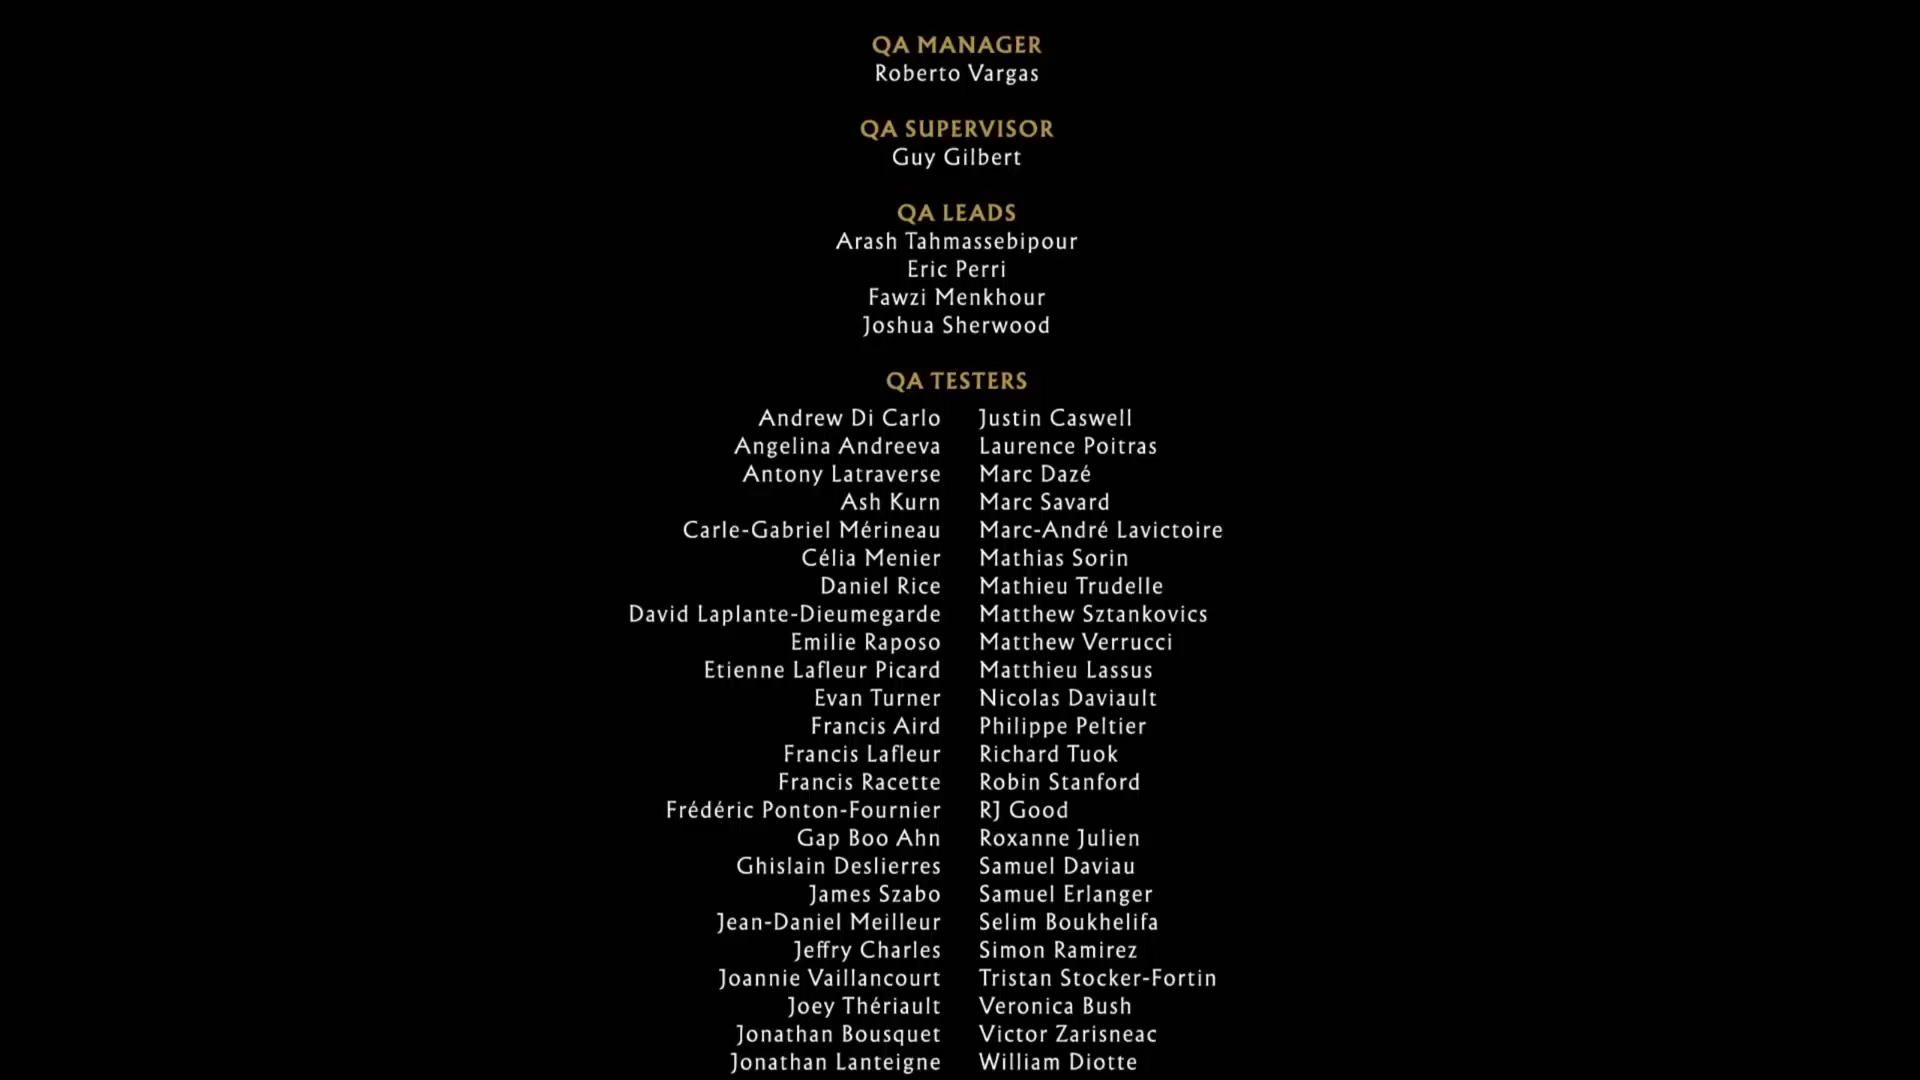 QA MANAGER
Roberto Vargas
QA SUPERVISOR
Guy Gilbert
QA LEADS
Arash Tahmassebipour
Eric Perri
Fawzi Menkhour
Joshua Sherwood
QA TESTERS
Andrew Di Carlo Justin Caswell
Angelina Andreeva Laurence Poitras
Antony Latraverse Marc Dazé
Ash Kurn Marc Savard
Carle-Gabriel Mérineau Marc-André Lavictoire
Célia Menier Mathias Sorin
Daniel Rice Mathieu Trudelle
David Laplante-Dieumegarde Matthew Sztankovics
Emilie Raposo Matthew Verrucci
Etienne Lafleur Picard Matthieu Lassus
Evan Turner Nicolas Daviault
Francis Aird Philippe Peltier
Francis Lafleur Richard Tuok
Francis Racette Robin Stanford
Frédéric Ponton-Fournier RJ Good
Gap Boo Ahn Roxanne Julien
Ghislain Deslierres Samuel Daviau
James Szabo Samuel Erlanger
Jean-Daniel Meilleur Selim Boukhelifa
Jeffry Charles Simon Ramirez
Joannie Vaillancourt Tristan Stocker-Fortin
Joey Thériault Veronica Bush
Jonathan Bousquet Victor Zarisneac
Jonathan Lanteigne William Diotte